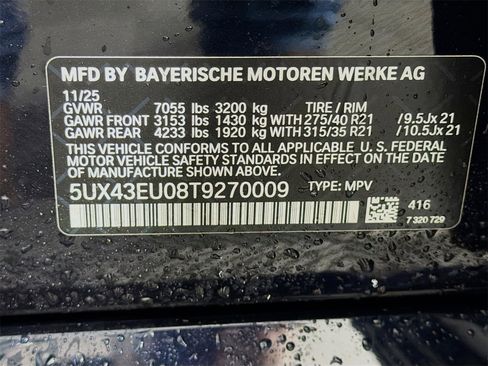 MFD BY BAYERISCHE MOTOREN WERKE AG
11/25
GVWR 7055 lbs 3200 kg TIRE / RIM
GAWR FRONT 3153 lbs 1430 kg WITH 275/40 R21 /9.5Jx 21
GAWR REAR 4233 lbs 1920 kg WITH 315/35 R21 /10.5Jx 21
THIS VEHICLE CONFORMS TO ALL APPLICABLE U. S. FEDERAL
MOTOR VEHICLE SAFETY STANDARDS IN EFFECT ON THE DATE OF
MANUFACTURE SHOWN ABOVE.
5UX43EU08T9270009 TYPE: MPV
416
7 320 729